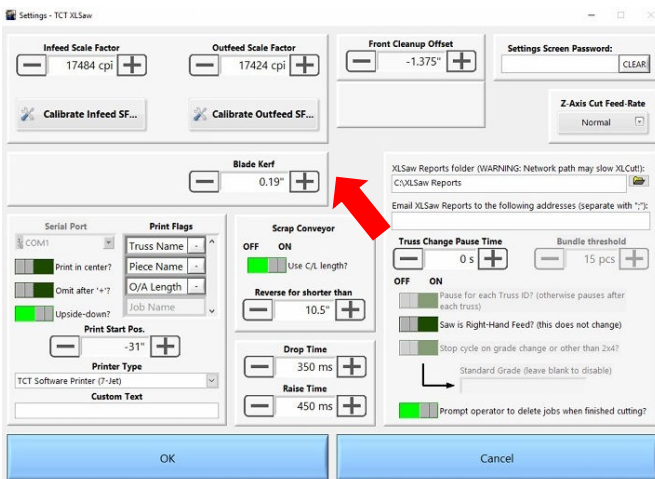 Settings - TCT XLSaw
Infeed Scale Factor
17484 cpi
Calibrate Infeed SF...
Outfeed Scale Factor
17424 cpi
Calibrate Outfeed SF...
Front Cleanup Offset
-1.375"
Settings Screen Password:
CLEAR
Z-Axis Cut Feed-Rate
Normal
Blade Kerf
0.19"
XLSaw Reports folder (WARNING: Network path may slow XLCut!):
C:\XLSaw Reports
Email XLSaw Reports to the following addresses (separate with ";"):
Serial Port
COM1
Print in center?
Omit after '+'?
Upside-down?
Print Flags
Truss Name -
Piece Name -
O/A Length -
Job Name
Print Start Pos.
-31"
Printer Type
TCT Software Printer (7-Jet)
Custom Text
Scrap Conveyor
OFF ON
Use C/L length?
Reverse for shorter than
10.5"
Drop Time
350 ms
Raise Time
450 ms
Truss Change Pause Time
0 s
Bundle threshold
15 pcs
OFF ON
Pause for each Truss ID? (otherwise pauses after
each truss)
Saw is Right-Hand Feed? (this does not change)
Stop cycle on grade change or other than 2x4?
Standard Grade (leave blank to disable)
Prompt operator to delete jobs when finished cutting?
OK
Cancel